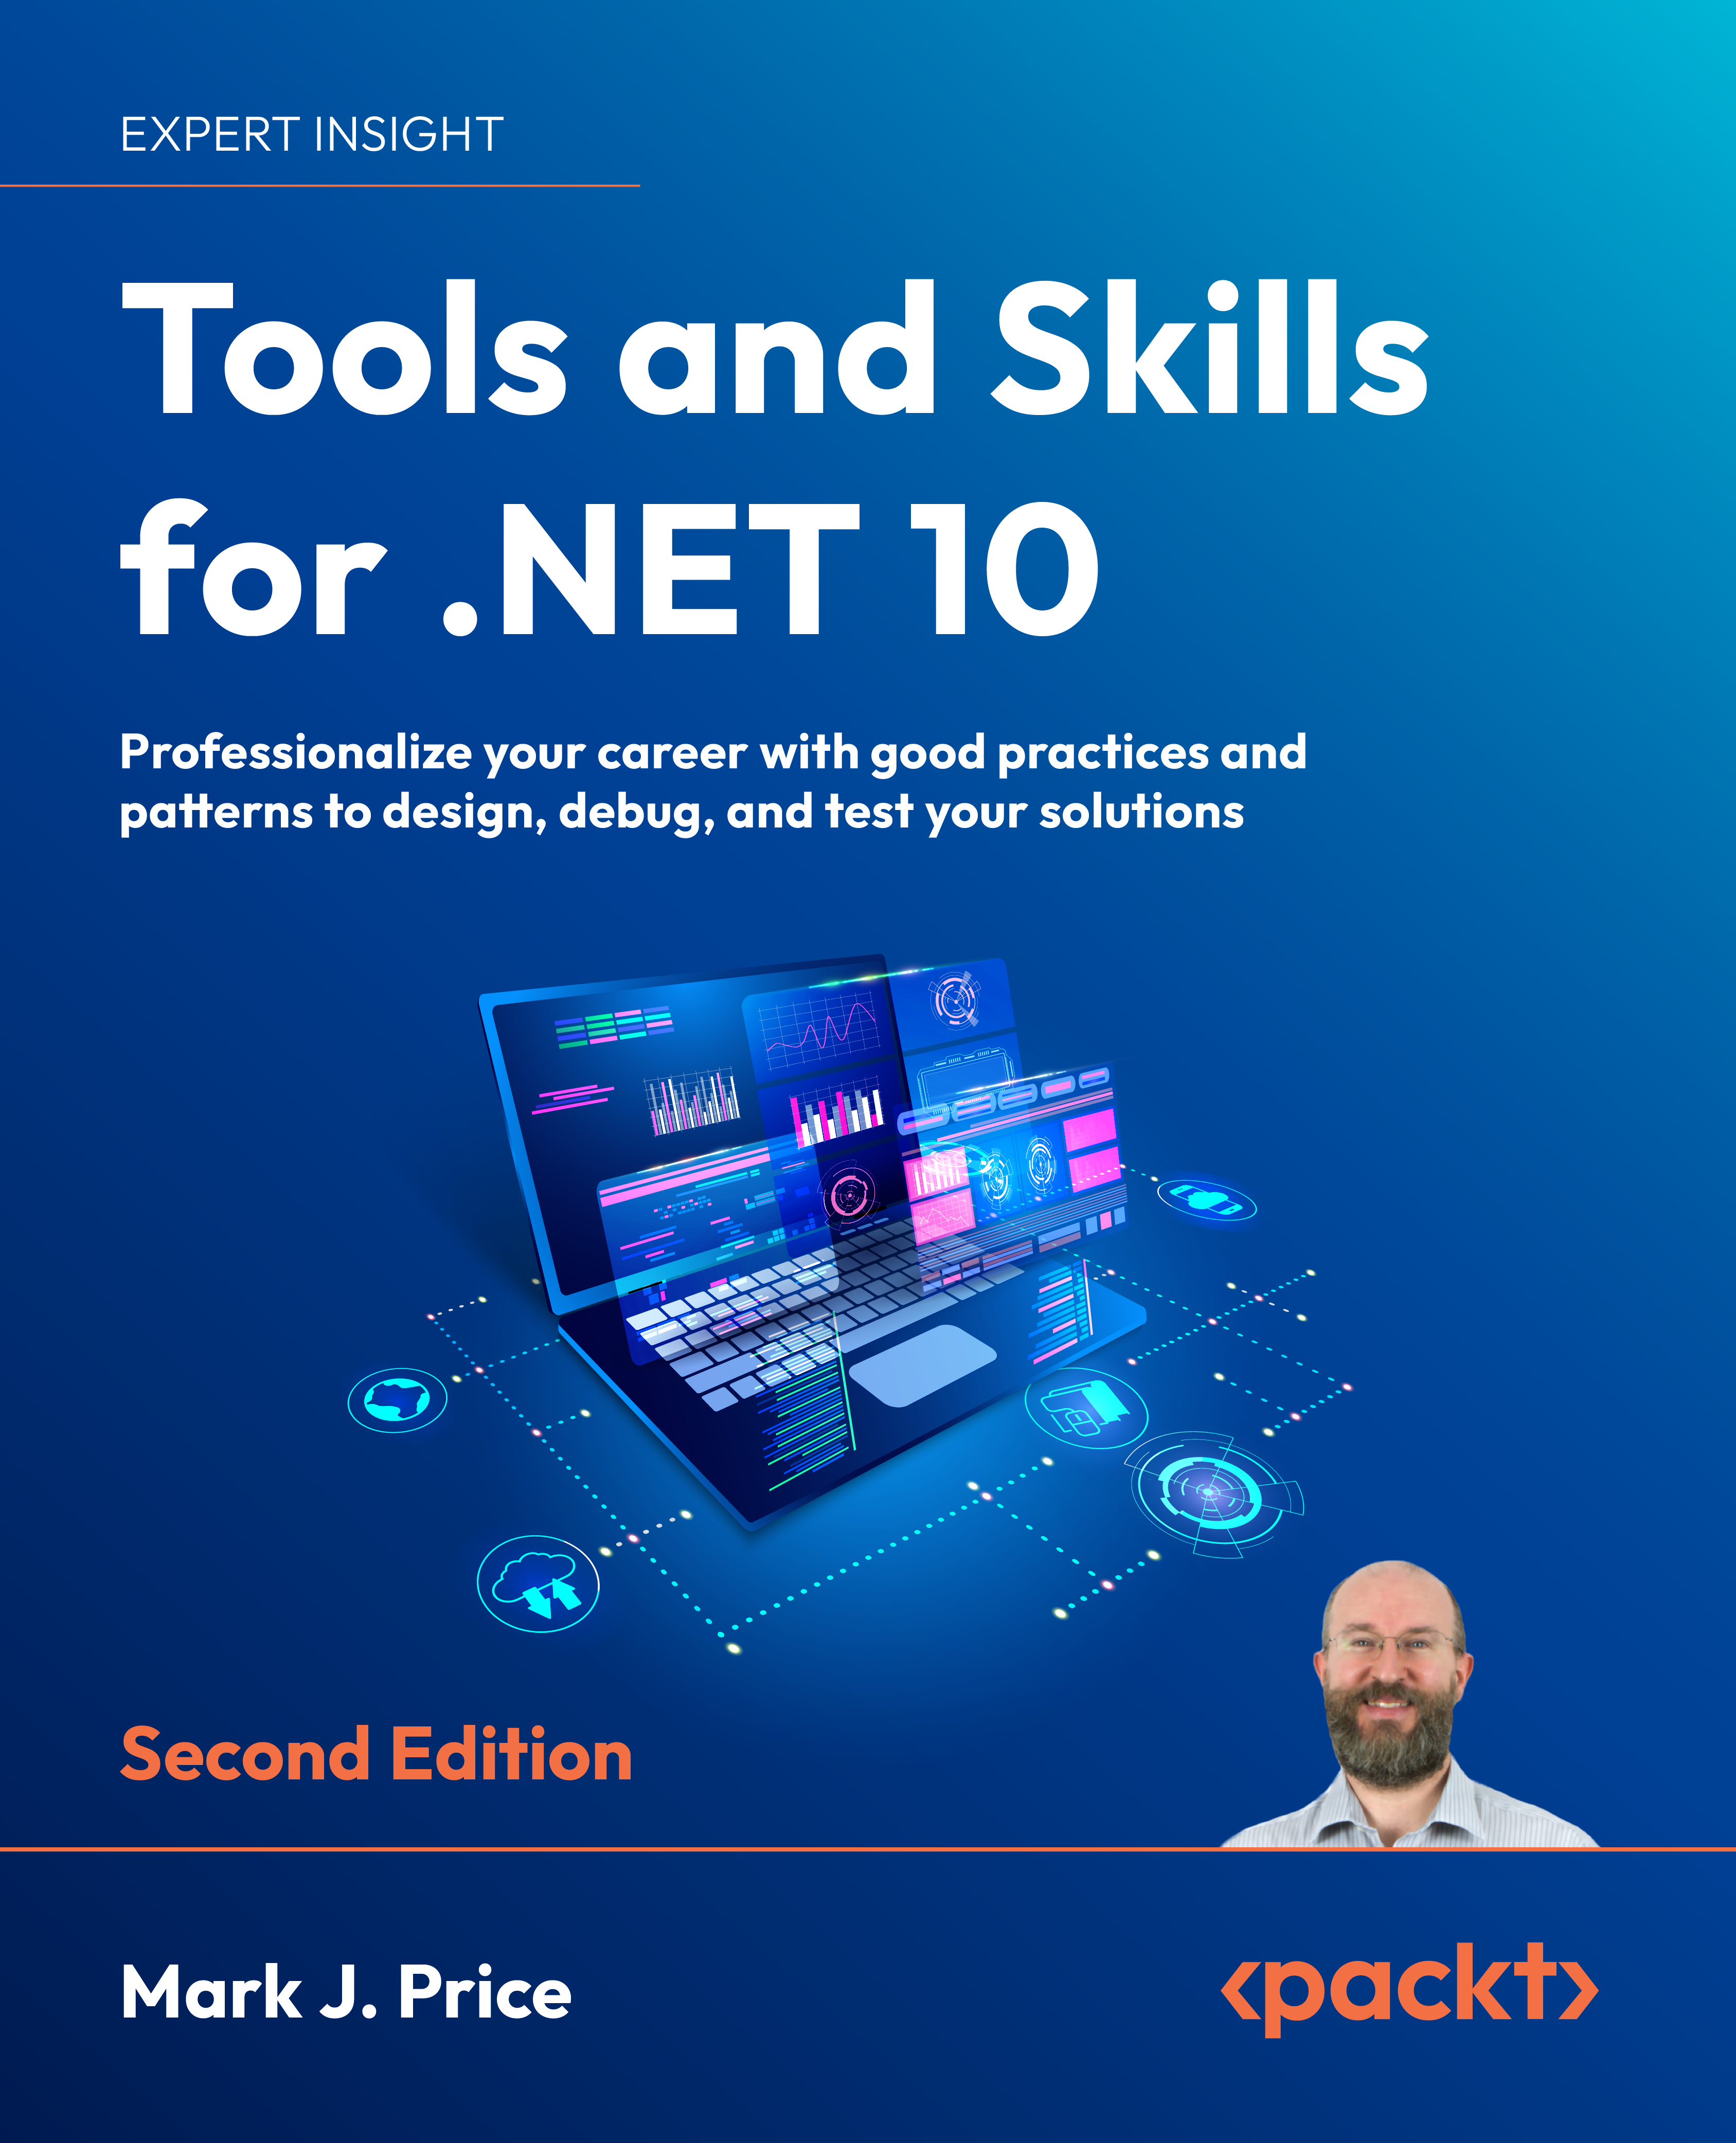 EXPERT INSIGHT
Tools and Skills
for .NET 10
Professionalize your career with good practices and
patterns to design, debug, and test your solutions
Second Edition
Mark J. Price
<packt>